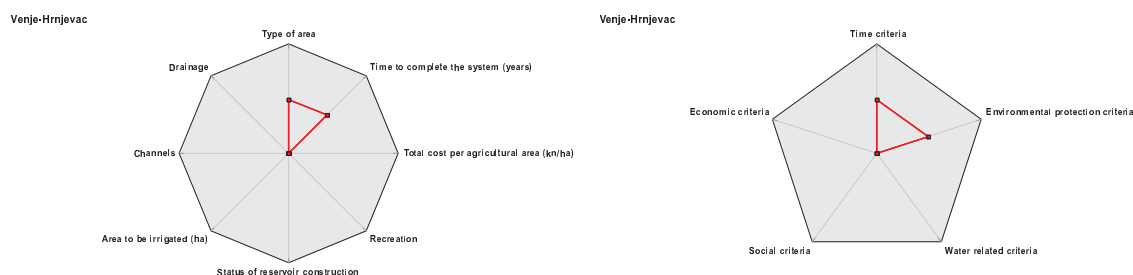 Venje-Hrnjevac
Type of area
Time to complete the system (years)
Total cost per agricultural area (kn/ha)
Recreation
Status of reservoir construction
Area to be irrigated (ha)
Channels
Drainage
Venje-Hrnjevac
Time criteria
Environmental protection criteria
Water related criteria
Social criteria
Economic criteria